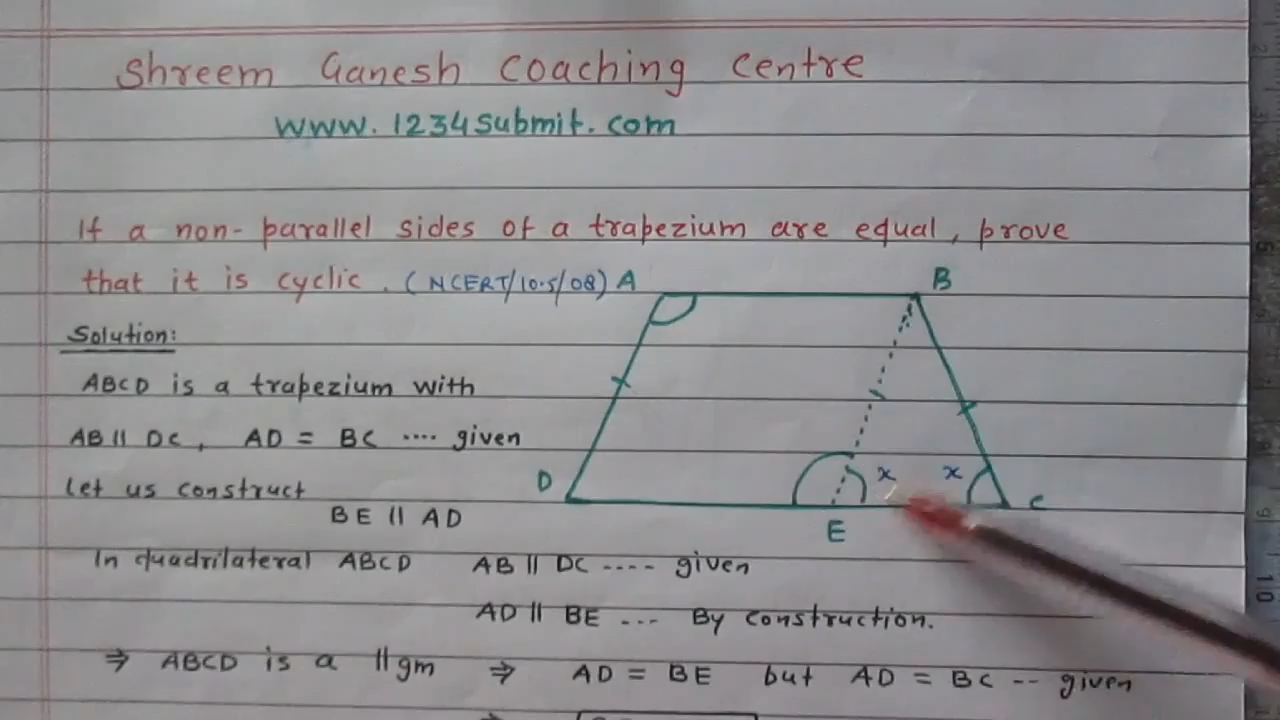 Shreem Ganesh Coaching Centre
www.1234submit.com
If a non-parallel sides of a trapezium are equal, prove
that it is cyclic. (NCERT/10.5/08)
A B
Solution:
ABCD is a trapezium with
AB || DC, AD = BC .... given
Let us construct
D x x C
BE || AD
E
In quadrilateral ABCD AB || DC .... given
AD || BE ... By construction.
⇒ ABCD is a ||gm ⇒ AD = BE but AD = BC -- given